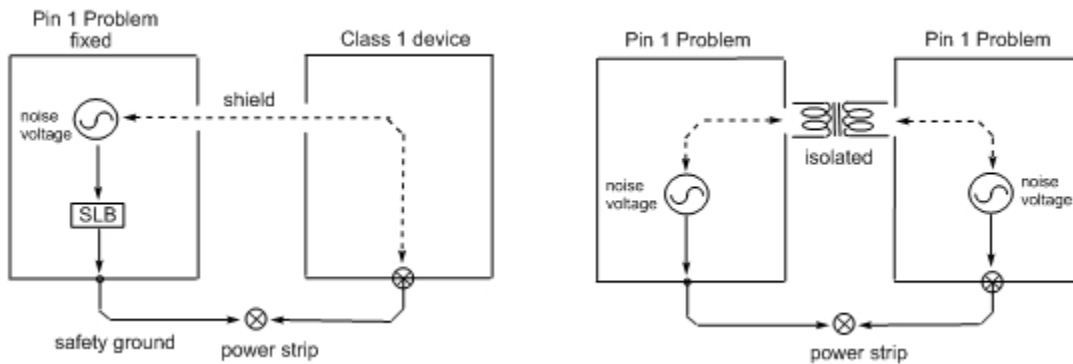 Pin 1 Problem
fixed
Class 1 device
shield
noise
voltage
SLB
safety ground
power strip
Pin 1 Problem
Pin 1 Problem
isolated
noise
voltage
noise
voltage
power strip